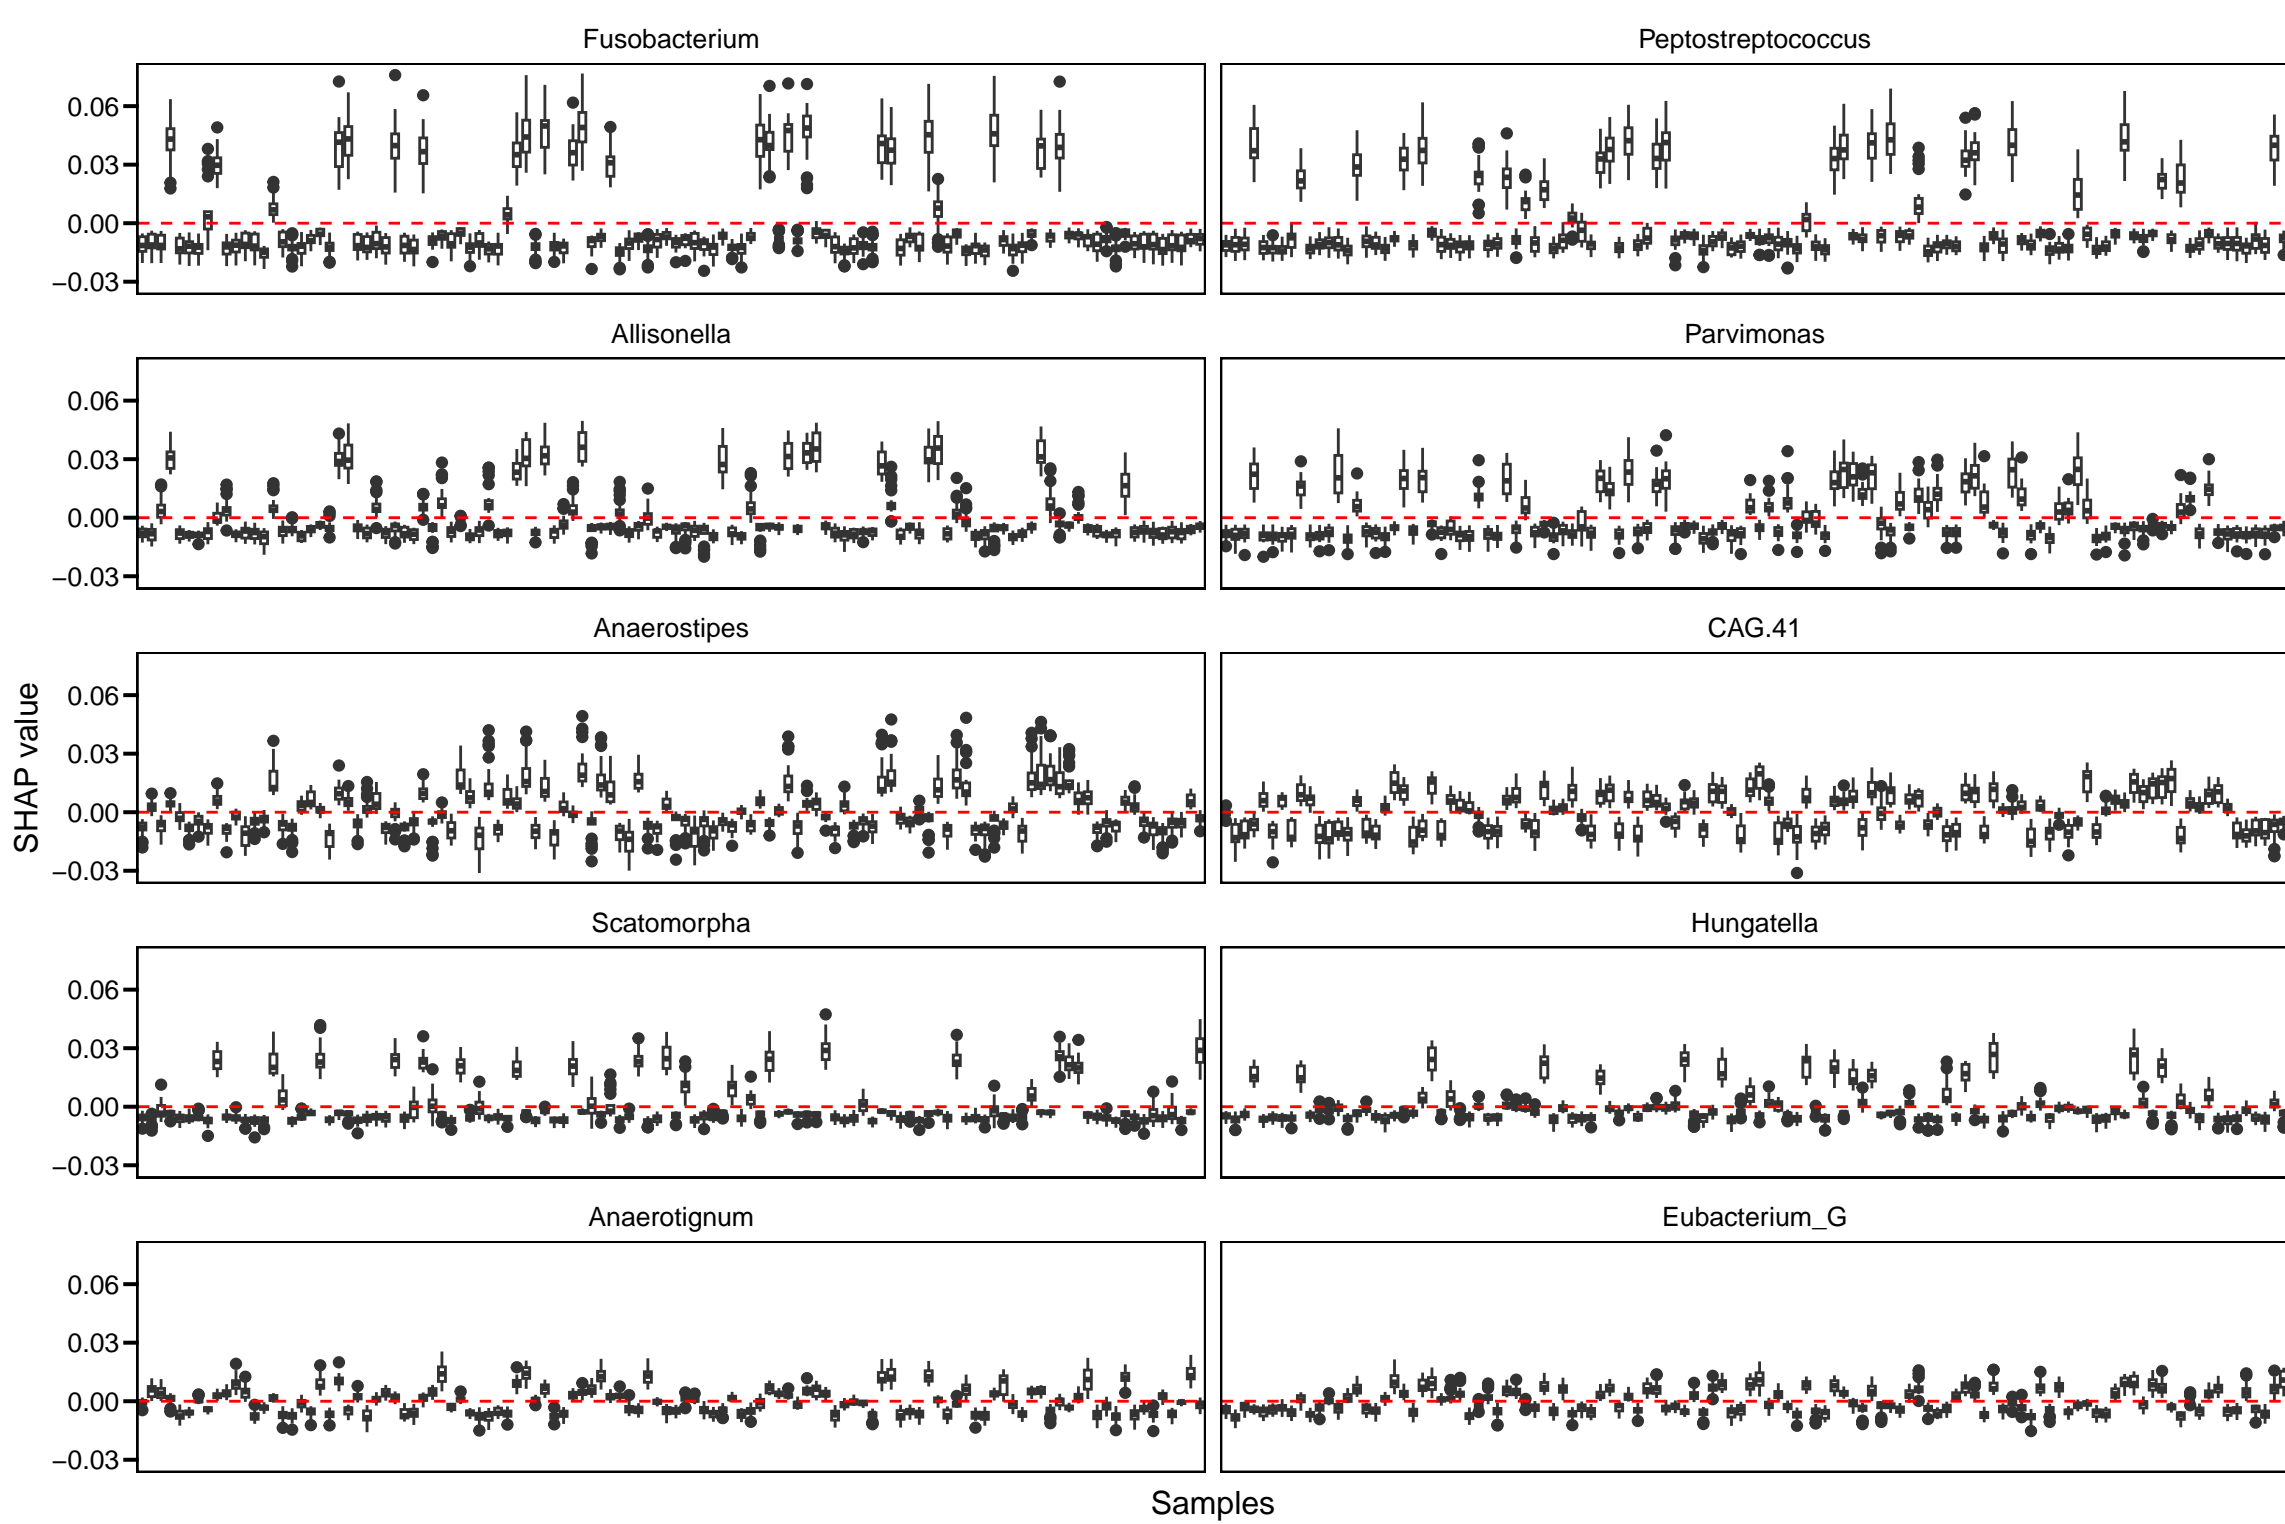 Fusobacterium
Peptostreptococcus
0.06
0.03
0.00
−0.03
Allisonella
Parvimonas
0.06
0.03
0.00
−0.03
Anaerostipes
CAG.41
0.06
0.03
0.00
−0.03
SHAP value
Scatomorpha
Hungatella
0.06
0.03
0.00
−0.03
Anaerotignum
Eubacterium_G
0.06
0.03
0.00
−0.03
Samples